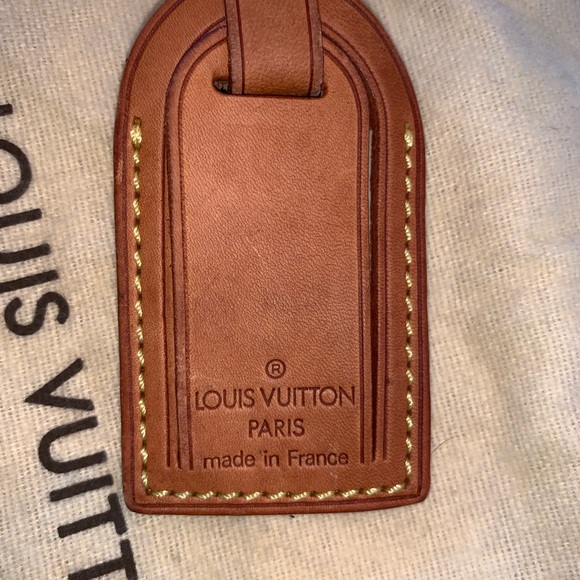 ®
LOUIS VUITTON
PARIS
made in France
LOUIS VUITT